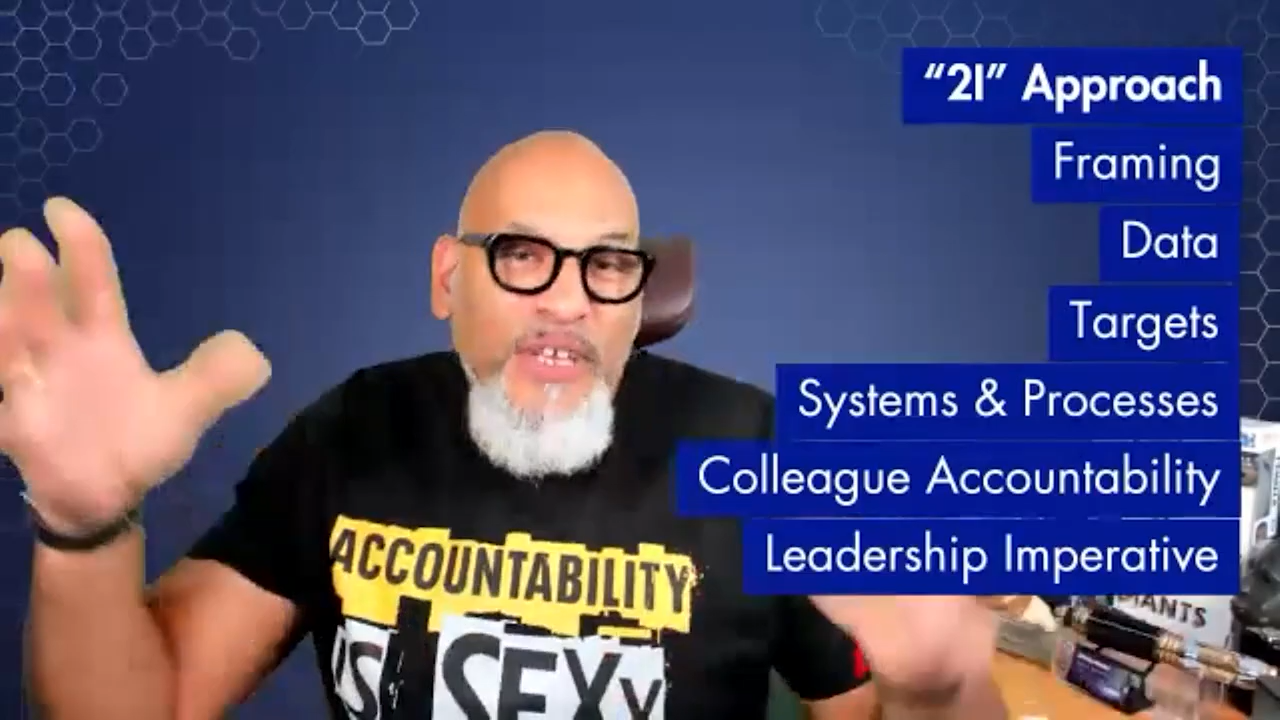 “2I” Approach
Framing
Data
Targets
Systems & Processes
Colleague Accountability
Leadership Imperative
ACCOUNTABILITY
IS SEXY